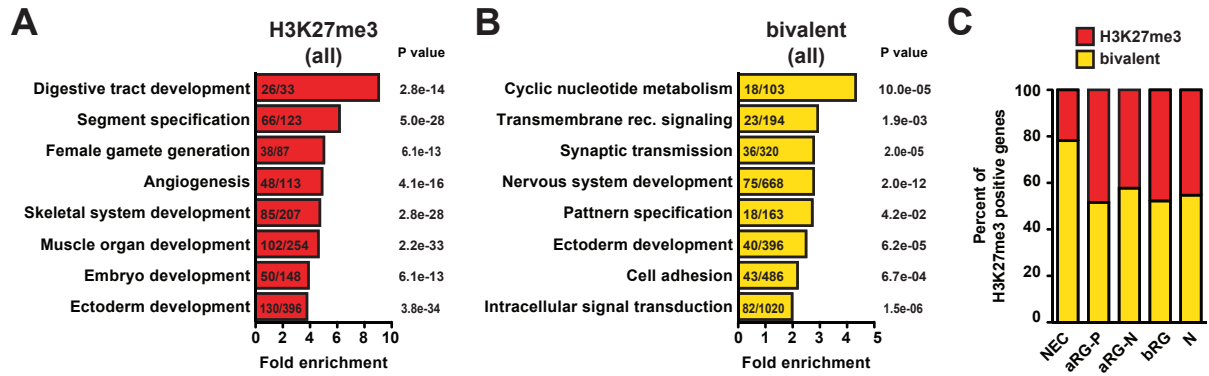 A
H3K27me3
(all)
P value
Digestive tract development 26/33 2.8e-14
Segment specification 66/123 5.0e-28
Female gamete generation 38/87 6.1e-13
Angiogenesis 48/113 4.1e-16
Skeletal system development 85/207 2.8e-28
Muscle organ development 102/254 2.2e-33
Embryo development 50/148 6.1e-13
Ectoderm development 130/396 3.8e-34
0 2 4 6 8 10
Fold enrichment
B
bivalent
(all)
P value
Cyclic nucleotide metabolism 18/103 10.0e-05
Transmembrane rec. signaling 23/194 1.9e-03
Synaptic transmission 36/320 2.0e-05
Nervous system development 75/668 2.0e-12
Pattnern specification 18/163 4.2e-02
Ectoderm development 40/396 6.2e-05
Cell adhesion 43/486 6.7e-04
Intracellular signal transduction 82/1020 1.5e-06
0 1 2 3 4 5
Fold enrichment
C
H3K27me3
bivalent
Percent of
H3K27me3 positive genes
100
80
60
40
20
0
NEC aRG-P aRG-N bRG N